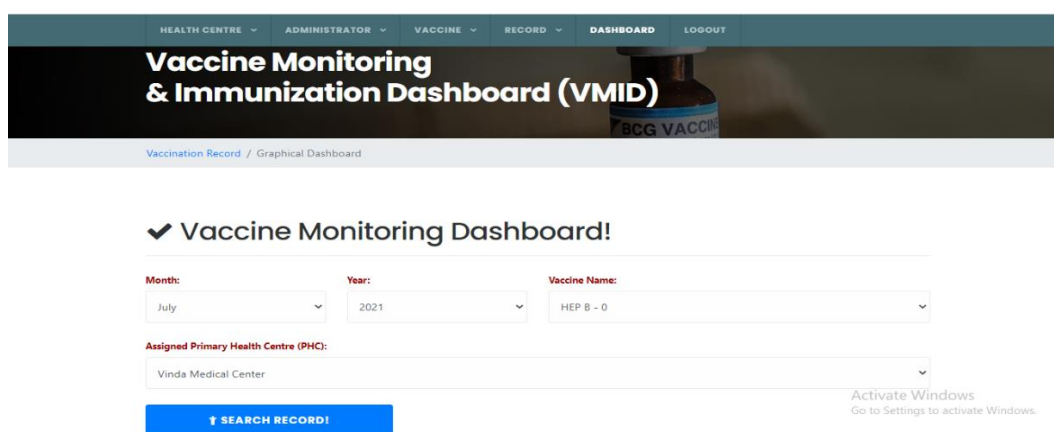 HEALTH CENTRE ADMINISTRATOR VACCINE RECORD DASHBOARD LOGOUT
Vaccine Monitoring
& Immunization Dashboard (VMID)
BCG VACCINE
Vaccination Record / Graphical Dashboard
Vaccine Monitoring Dashboard!
Month: Year: Vaccine Name:
July 2021 HEP B - 0
Assigned Primary Health Centre (PHC):
Vinda Medical Center
Activate Windows
Go to Settings to activate Windows.
SEARCH RECORD!